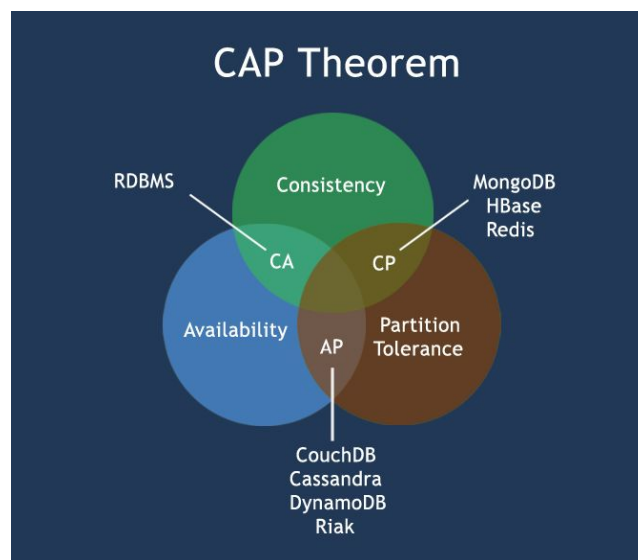 CAP Theorem
RDBMS
Consistency
MongoDB
HBase
Redis
CA
CP
Availability
Partition
Tolerance
AP
CouchDB
Cassandra
DynamoDB
Riak